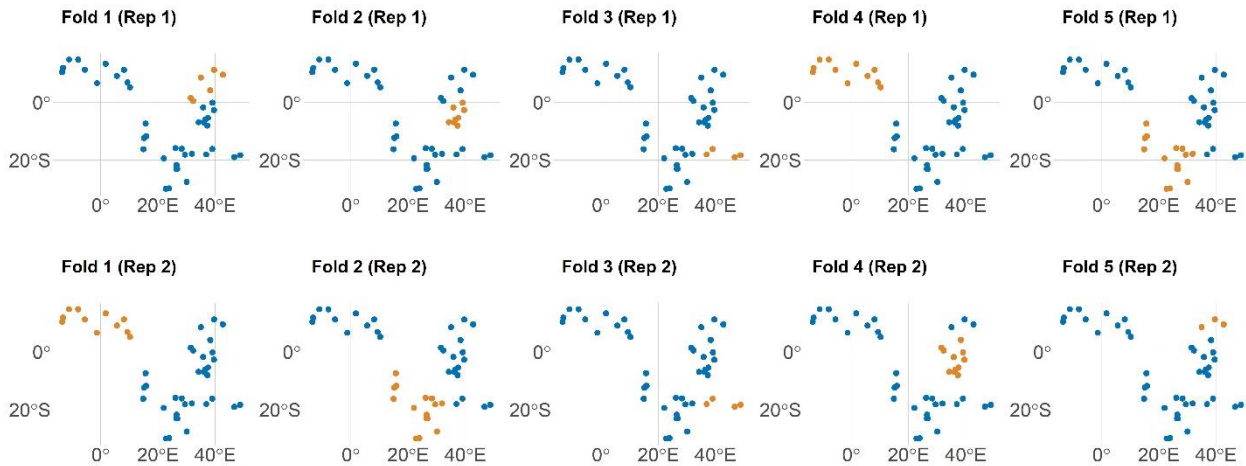 Fold 1 (Rep 1) Fold 2 (Rep 1) Fold 3 (Rep 1) Fold 4 (Rep 1) Fold 5 (Rep 1)
0° 0° 0° 0° 0°
20°S 20°S 20°S 20°S 20°S
0° 20°E 40°E 0° 20°E 40°E 0° 20°E 40°E 0° 20°E 40°E 0° 20°E 40°E
Fold 1 (Rep 2) Fold 2 (Rep 2) Fold 3 (Rep 2) Fold 4 (Rep 2) Fold 5 (Rep 2)
0° 0° 0° 0° 0°
20°S 20°S 20°S 20°S 20°S
0° 20°E 40°E 0° 20°E 40°E 0° 20°E 40°E 0° 20°E 40°E 0° 20°E 40°E